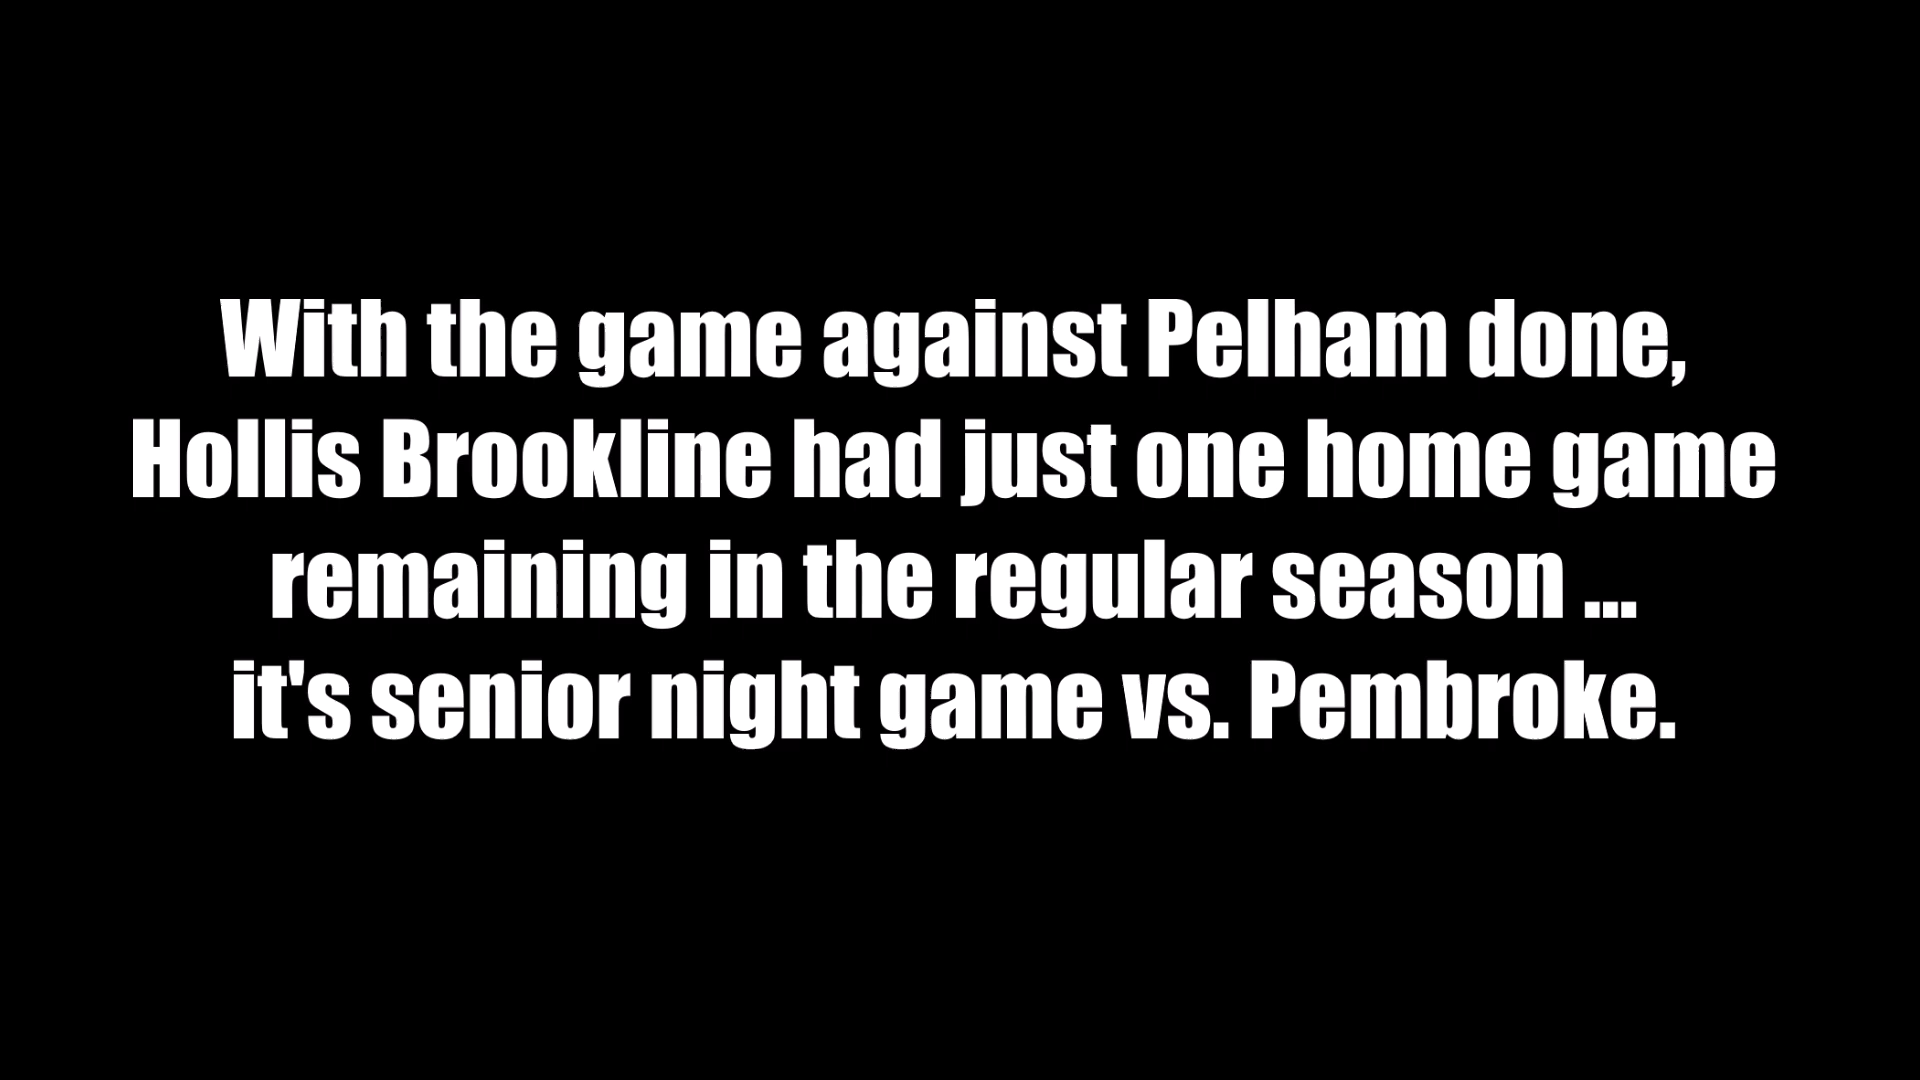 With the game against Pelham done,
Hollis Brookline had just one home game
remaining in the regular season ...
it's senior night game vs. Pembroke.